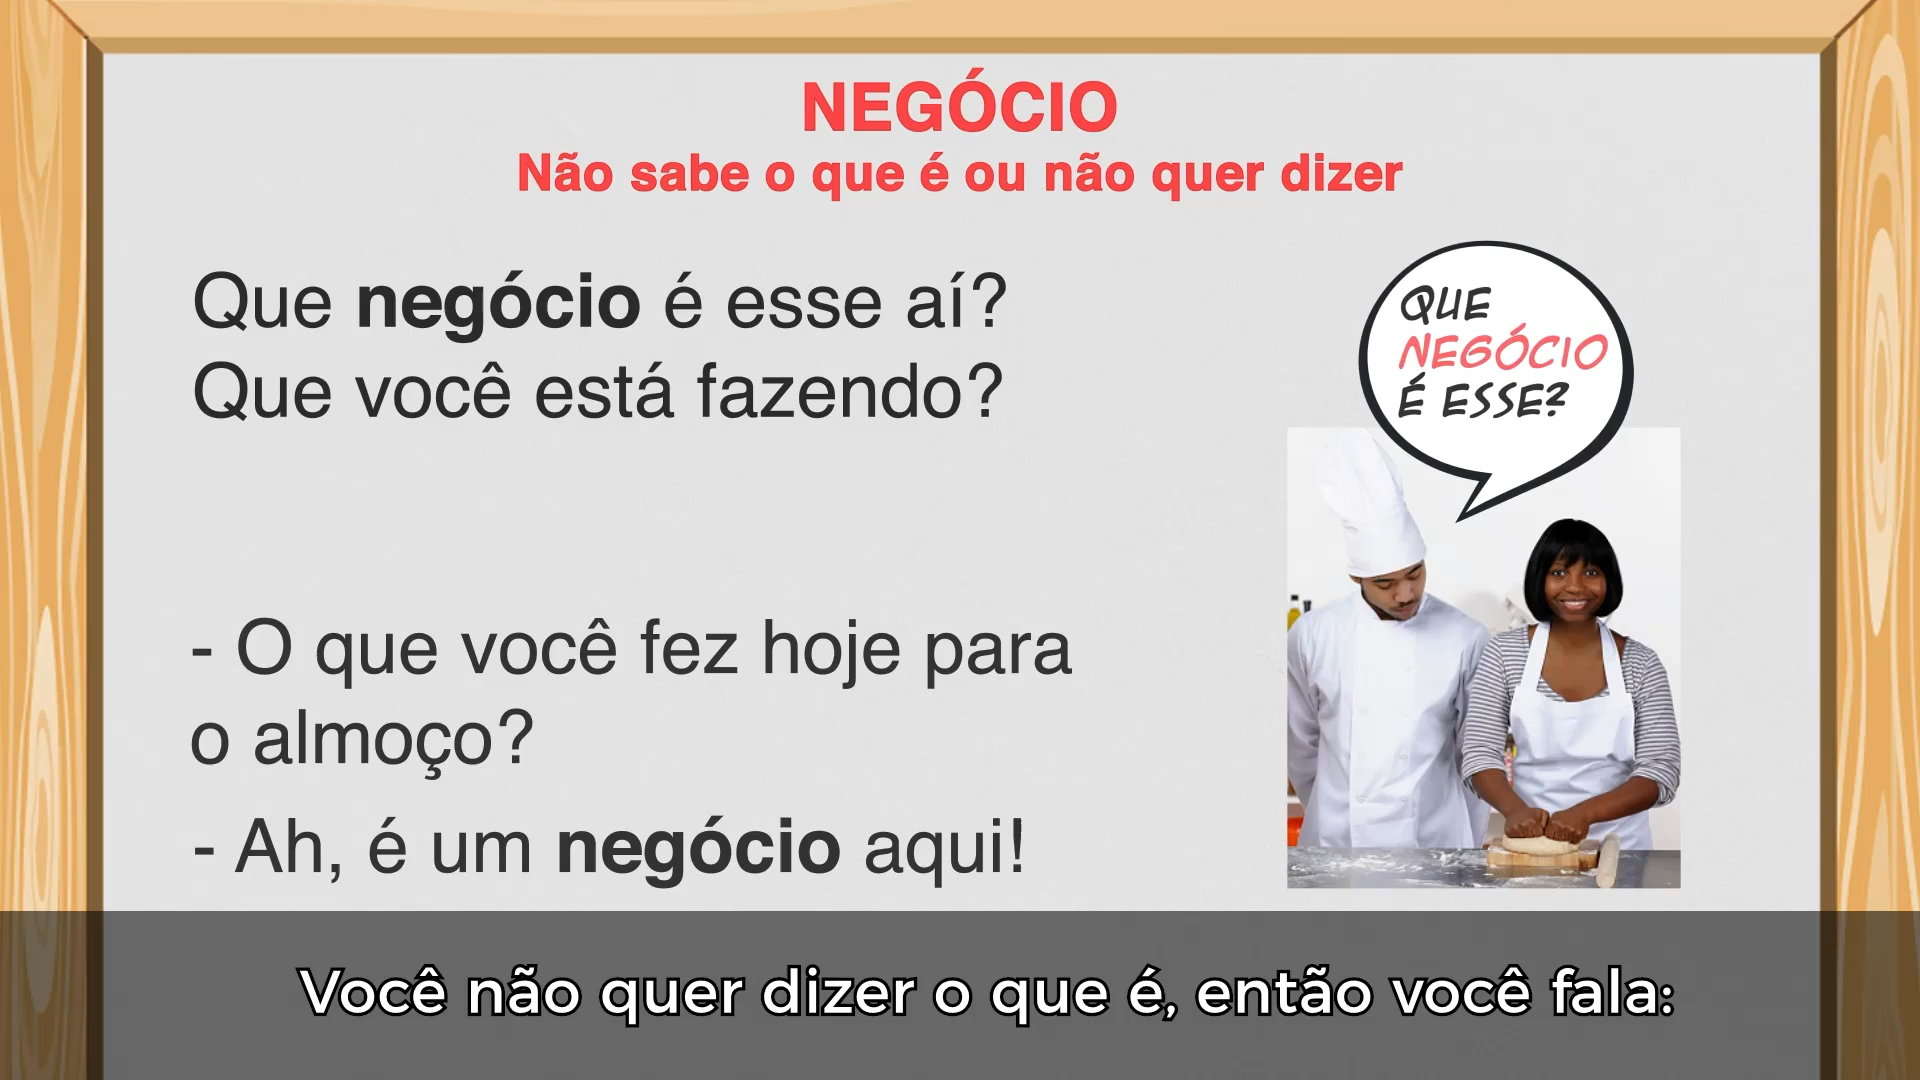 NEGÓCIO
Não sabe o que é ou não quer dizer
Que negócio é esse aí?
Que você está fazendo?
QUE
NEGÓCIO
É ESSE?
- O que você fez hoje para
o almoço?
- Ah, é um negócio aqui!
Você não quer dizer o que é, então você fala: